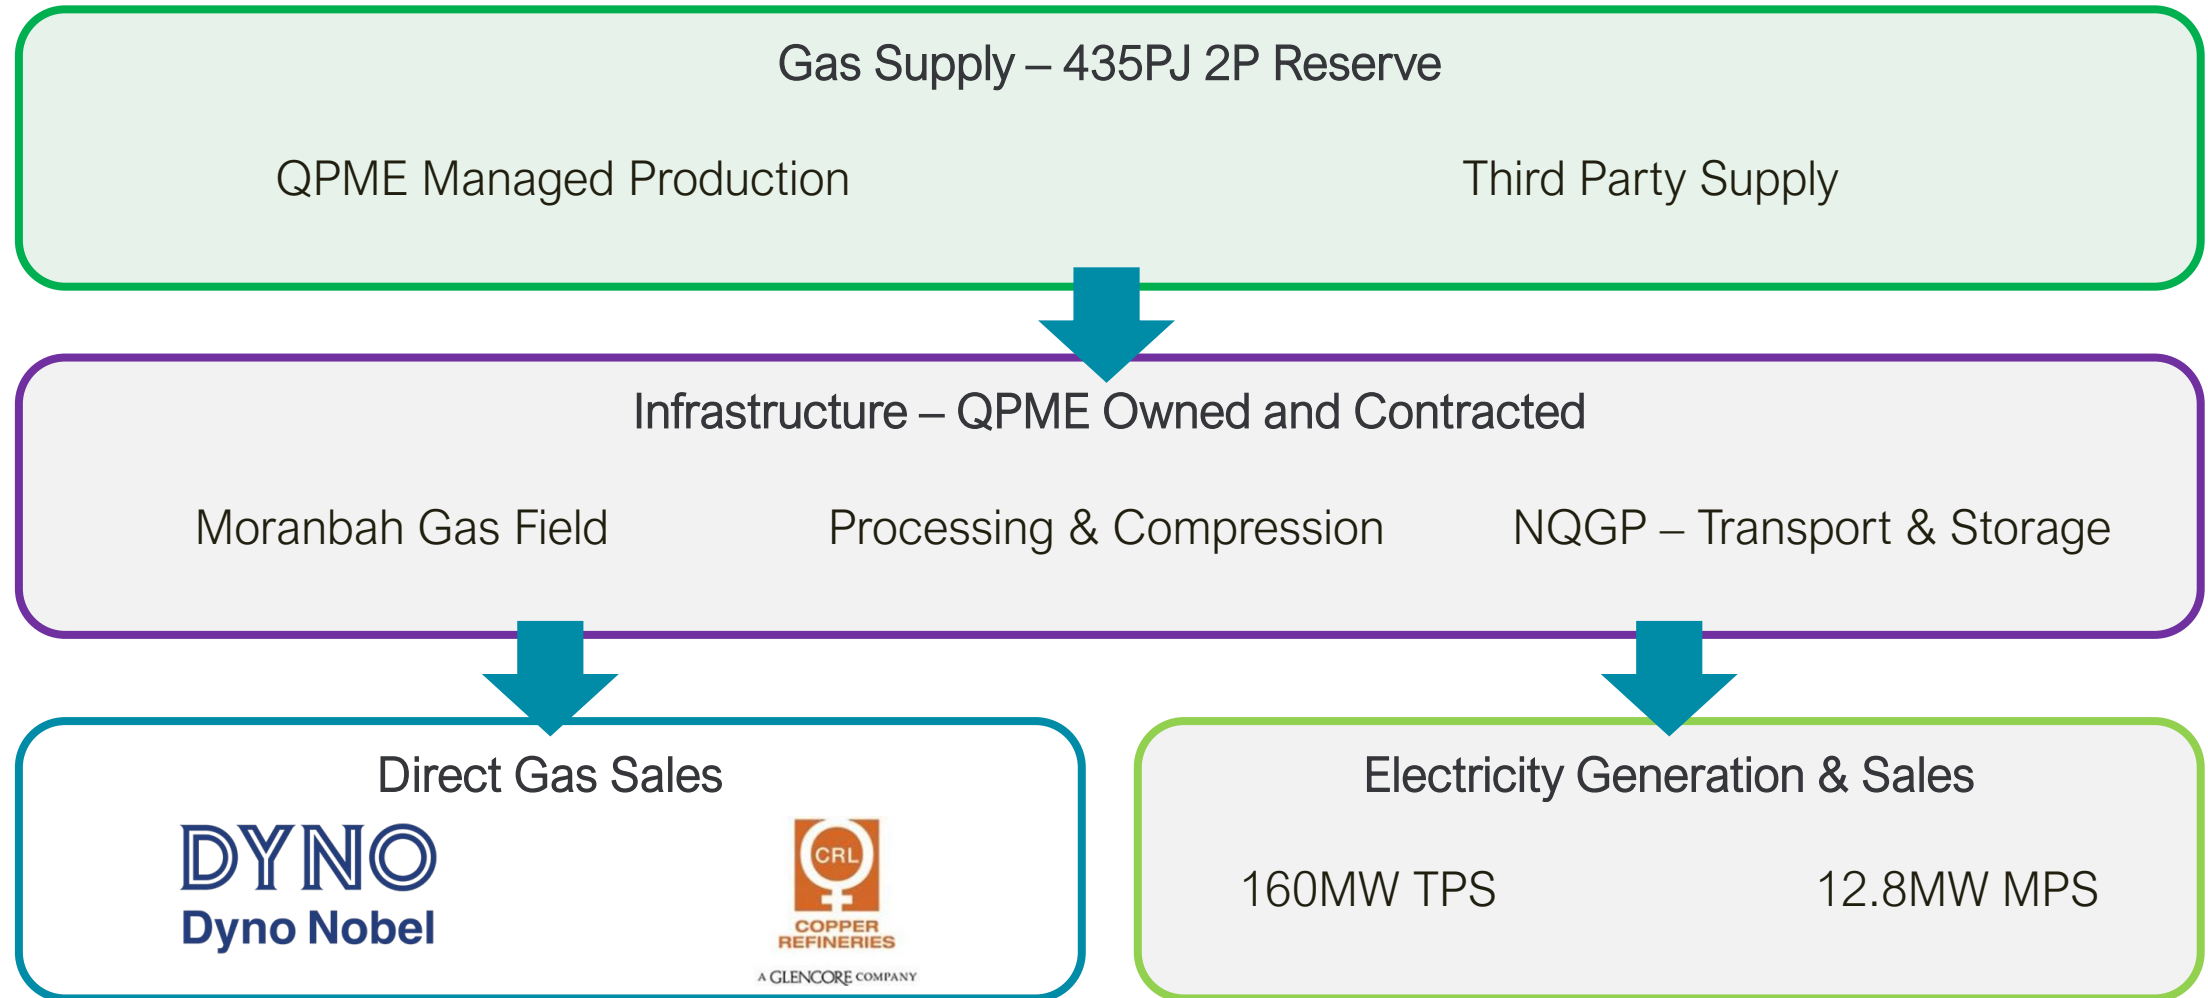 Gas Supply – 435PJ 2P Reserve
QPME Managed Production
Third Party Supply
Infrastructure – QPME Owned and Contracted
Moranbah Gas Field
Processing & Compression
NQGP – Transport & Storage
Direct Gas Sales
DYNO
Dyno Nobel
CRL
COPPER
REFINERIES
A GLENCORE COMPANY
Electricity Generation & Sales
160MW TPS
12.8MW MPS